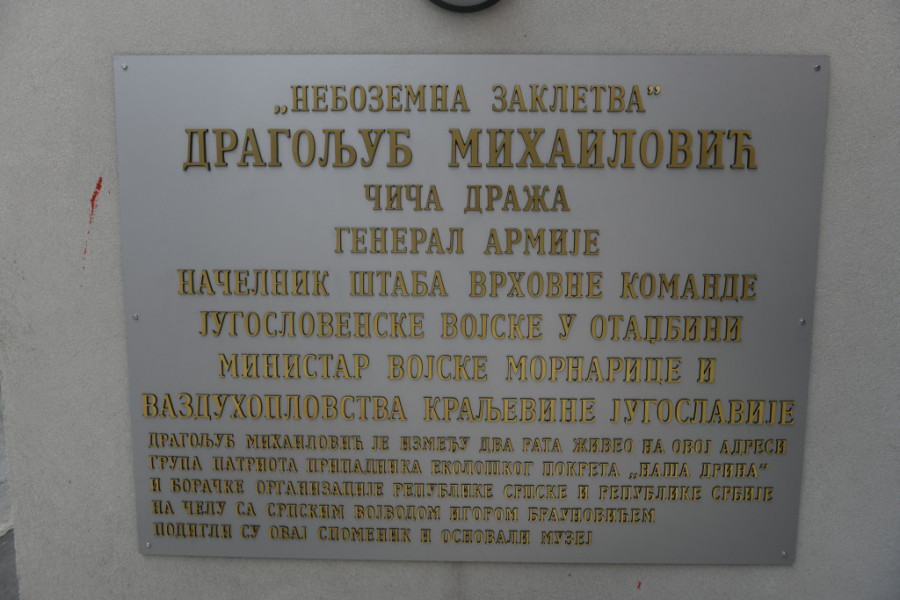 „НЕБОЗЕМНА ЗАКЛЕТВА”
ДРАГОЉУБ МИХАИЛОВИЋ
ЧИЧА ДРАЖА
ГЕНЕРАЛ АРМИЈЕ
НАЧЕЛНИК ШТАБА ВРХОВНЕ КОМАНДЕ
ЈУГОСЛОВЕНСКЕ ВОЈСКЕ У ОТАЏБИНИ
МИНИСТАР ВОЈСКЕ МОРНАРИЦЕ И
ВАЗДУХОПЛОВСТВА КРАЉЕВИНЕ ЈУГОСЛАВИЈЕ
ДРАГОЉУБ МИХАИЛОВИЋ ЈЕ ИЗМЕЂУ ДВА РАТА ЖИВЕО НА ОВОЈ АДРЕСИ
ГРУПА ПАТРИОТА ПРИПАДНИКА ЕКОЛОШКОГ ПОКРЕТА „НАША ДРИНА”
И БОРАЧКЕ ОРГАНИЗАЦИЈЕ РЕПУБЛИКЕ СРПСКЕ И РЕПУБЛИКЕ СРБИЈЕ
НА ЧЕЛУ СА СРПСКИМ ВОЈВОДОМ ИГОРОМ БРАУНОВИЋЕМ
ПОДИГЛИ СУ ОВАЈ СПОМЕНИК И ОСНОВАЛИ МУЗЕЈ